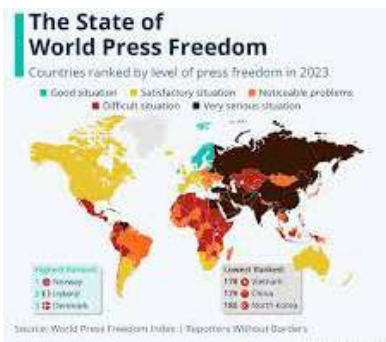 The State of
World Press Freedom
Countries ranked by level of press freedom in 2023
Good situation Satisfactory situation Noticeable problems
Difficult situation Very serious situation
Highest Ranked
1 Norway
2 Ireland
3 Denmark
Lowest Ranked
178 Vietnam
179 China
180 North Korea
Source: World Press Freedom Index | Reporters Without Borders